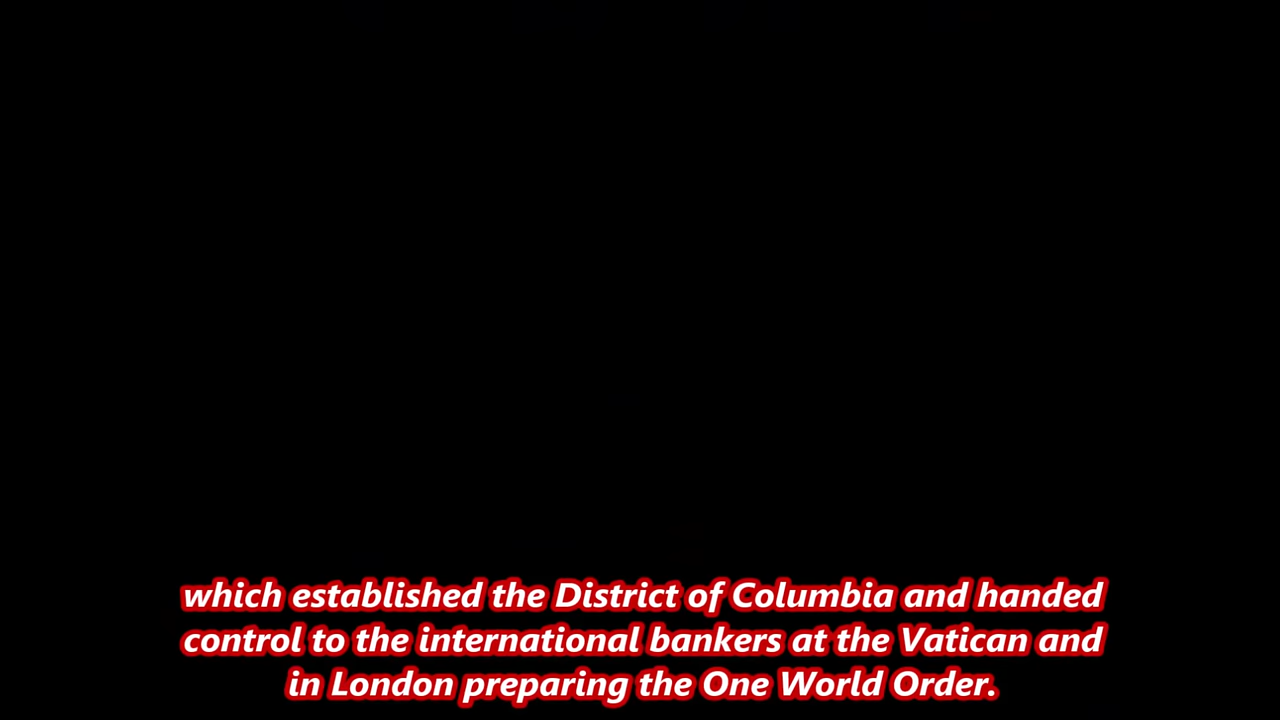 which established the District of Columbia and handed
control to the international bankers at the Vatican and
in London preparing the One World Order.